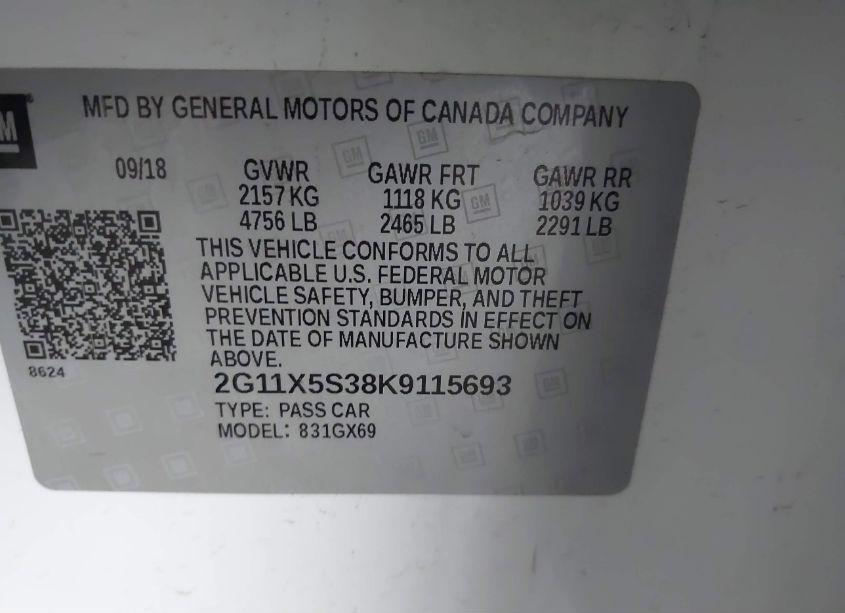 MFD BY GENERAL MOTORS OF CANADA COMPANY
09/18 GVWR GAWR FRT GAWR RR
2157 KG 1118 KG 1039 KG
4756 LB 2465 LB 2291 LB
THIS VEHICLE CONFORMS TO ALL
APPLICABLE U.S. FEDERAL MOTOR
VEHICLE SAFETY, BUMPER, AND THEFT
PREVENTION STANDARDS IN EFFECT ON
THE DATE OF MANUFACTURE SHOWN
ABOVE.
8624
2G11X5S38K9115693
TYPE: PASS CAR
MODEL: 831GX69